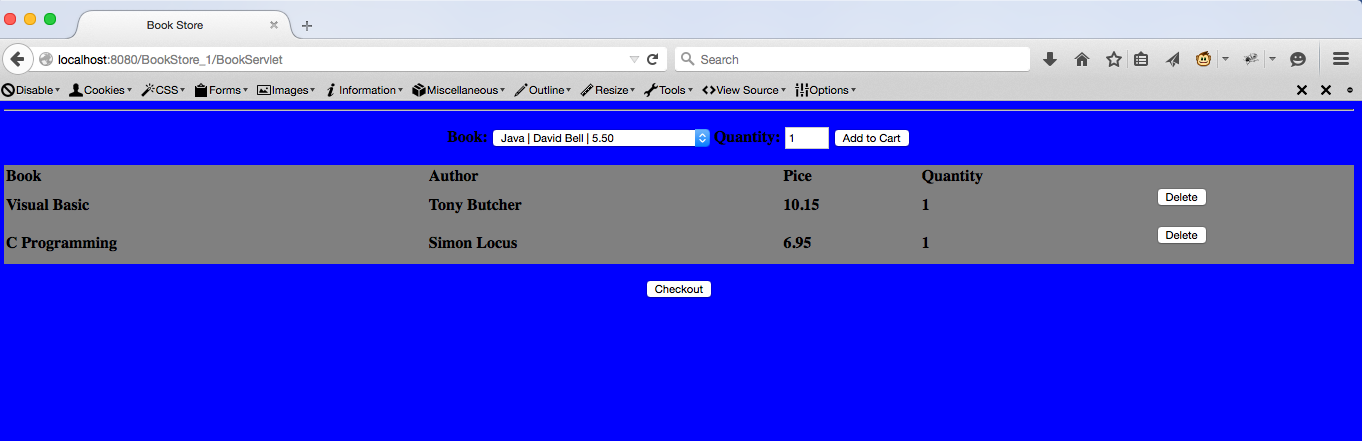 Book Store
localhost:8080/BookStore_1/BookServlet Search
Disable Cookies CSS Forms Images Information Miscellaneous Outline Resize Tools View Source Options
Book: Java | David Bell | 5.50 Quantity: 1 Add to Cart
Book Author Pice Quantity
Visual Basic Tony Butcher 10.15 1 Delete
C Programming Simon Locus 6.95 1 Delete
Checkout